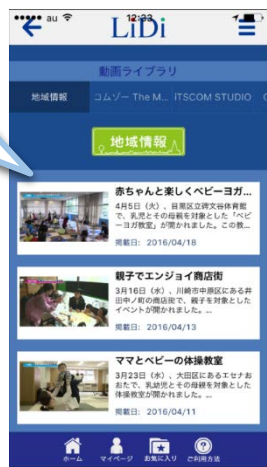 au 12:33
LiDi
動画ライブラリ
地域情報 コムゾー The M... iTSCOM STUDIO
地域情報
赤ちゃんと楽しくベビーヨガ...
4月5日（火）、目黒区立碑文谷体育館
で、乳児とその母親を対象とした「ベビ
ーヨガ教室」が開かれました。この教...
掲載日: 2016/04/18
親子でエンジョイ商店街
3月16日（水）、川崎市中原区にある井
田中ノ町の商店街で、親子を対象とした
イベントが開かれました。...
掲載日: 2016/04/13
ママとベビーの体操教室
3月23日（水）、大田区にあるエセナお
おたで、乳幼児とその母親を対象とした
体操教室が開かれました。...
掲載日: 2016/04/11
ホーム マイページ お気に入り ご利用方法